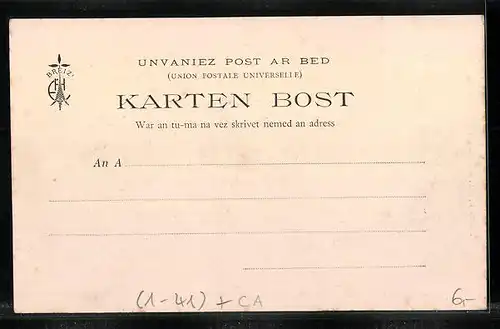 UNVANIEZ POST AR BED
(UNION POSTALE UNIVERSELLE)
BREIZ
KARTEN BOST
War an tu-ma na vez skrivet nemed an adress
An A
(1-41) + CA
6,-